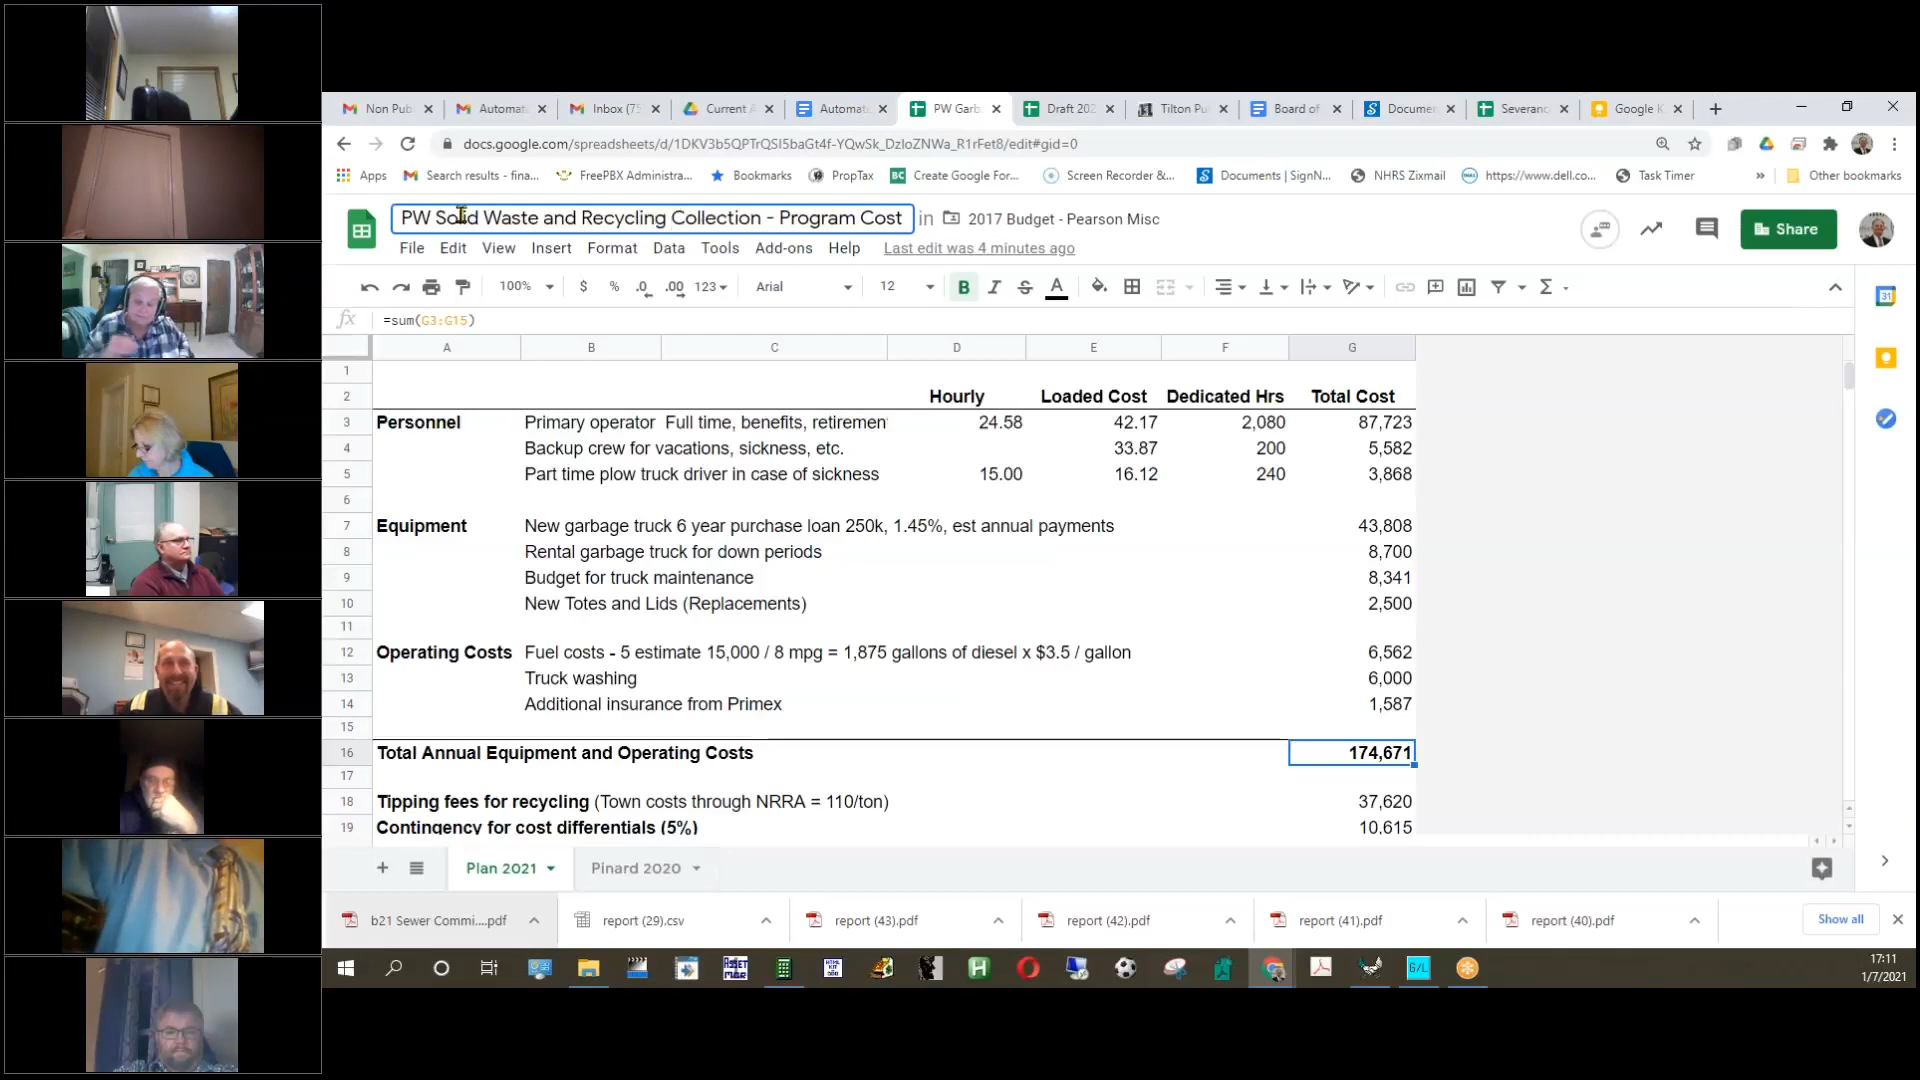 Non Pub
Automat
Inbox (75
Current A
Automat
PW Garb
Draft 202
Tilton Pu
Board of
Documen
Severanc
Google K
docs.google.com/spreadsheets/d/1DKV3b5QPTrQSI5baGt4f-YQwSk_DzIoZNWa_R1rFet8/edit#gid=0
Apps
Search results - fina...
FreePBX Administra...
Bookmarks
PropTax
Create Google For...
Screen Recorder &...
Documents | SignN...
NHRS Zixmail
https://www.dell.co...
Task Timer
»
Other bookmarks
PW Solid Waste and Recycling Collection - Program Cost in 2017 Budget - Pearson Misc
File Edit View Insert Format Data Tools Add-ons Help Last edit was 4 minutes ago
Share
100% $ % .0 .00 123 Arial 12 B I S A
fx =sum(G3:G15)
A B C D E F G
1
2 Hourly Loaded Cost Dedicated Hrs Total Cost
3 Personnel Primary operator Full time, benefits, retiremen 24.58 42.17 2,080 87,723
4 Backup crew for vacations, sickness, etc. 33.87 200 5,582
5 Part time plow truck driver in case of sickness 15.00 16.12 240 3,868
6
7 Equipment New garbage truck 6 year purchase loan 250k, 1.45%, est annual payments 43,808
8 Rental garbage truck for down periods 8,700
9 Budget for truck maintenance 8,341
10 New Totes and Lids (Replacements) 2,500
11
12 Operating Costs Fuel costs - 5 estimate 15,000 / 8 mpg = 1,875 gallons of diesel x $3.5 / gallon 6,562
13 Truck washing 6,000
14 Additional insurance from Primex 1,587
15
16 Total Annual Equipment and Operating Costs 174,671
17
18 Tipping fees for recycling (Town costs through NRRA = 110/ton) 37,620
19 Contingency for cost differentials (5%) 10,615
Plan 2021 Pinard 2020
b21 Sewer Commi....pdf
report (29).csv
report (43).pdf
report (42).pdf
report (41).pdf
report (40).pdf
Show all
ASSET MGR
G/L
17:11
1/7/2021